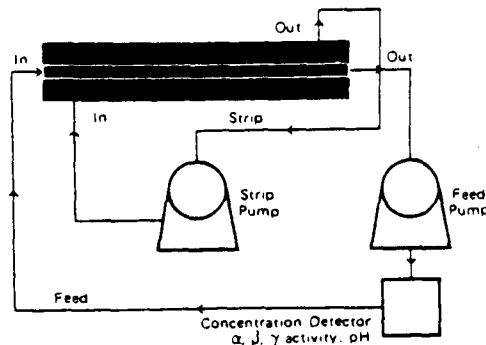 Out
In
Out
In
Strip
Strip
Pump
Feed
Pump
Feed
Concentration Detector
α, β, γ activity, pH